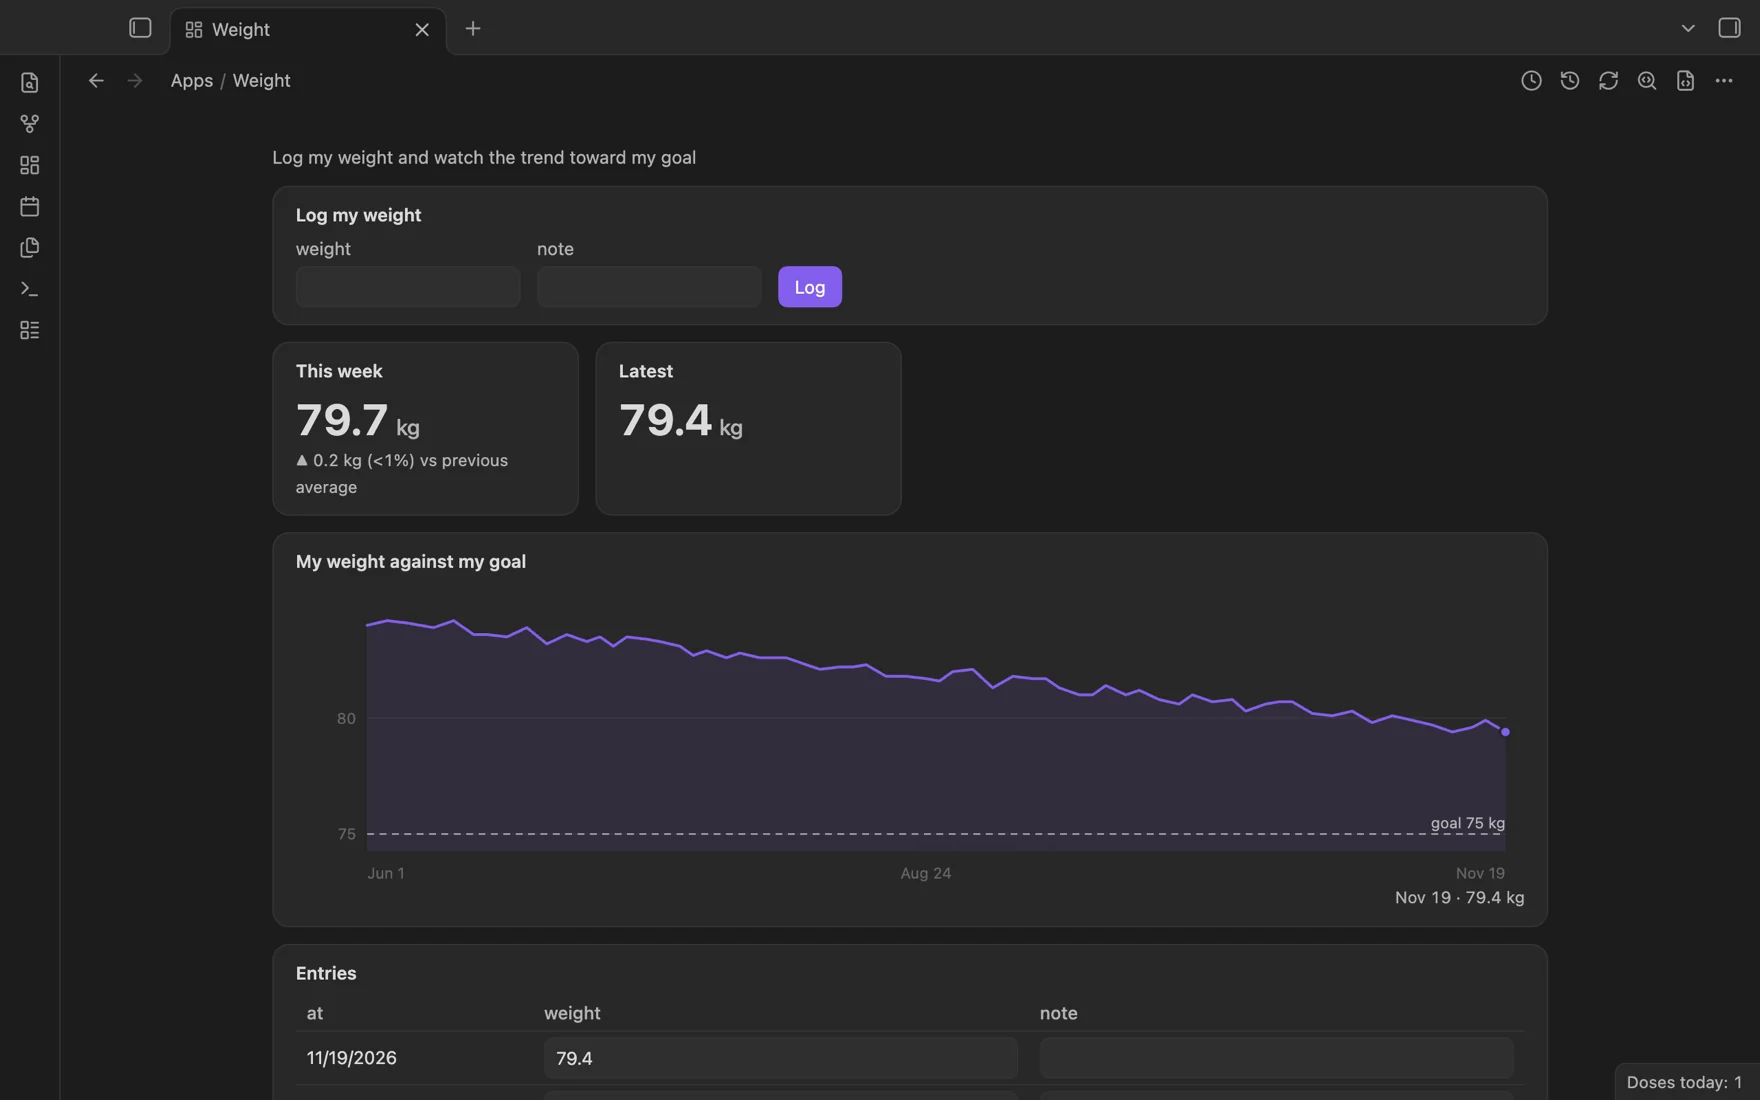 Weight
Apps / Weight
Log my weight and watch the trend toward my goal
Log my weight
weight
note
Log
This week
79.7 kg
▲ 0.2 kg (<1%) vs previous
average
Latest
79.4 kg
My weight against my goal
80
75
goal 75 kg
Jun 1
Aug 24
Nov 19
Nov 19 · 79.4 kg
Entries
at
weight
note
11/19/2026
79.4
Doses today: 1